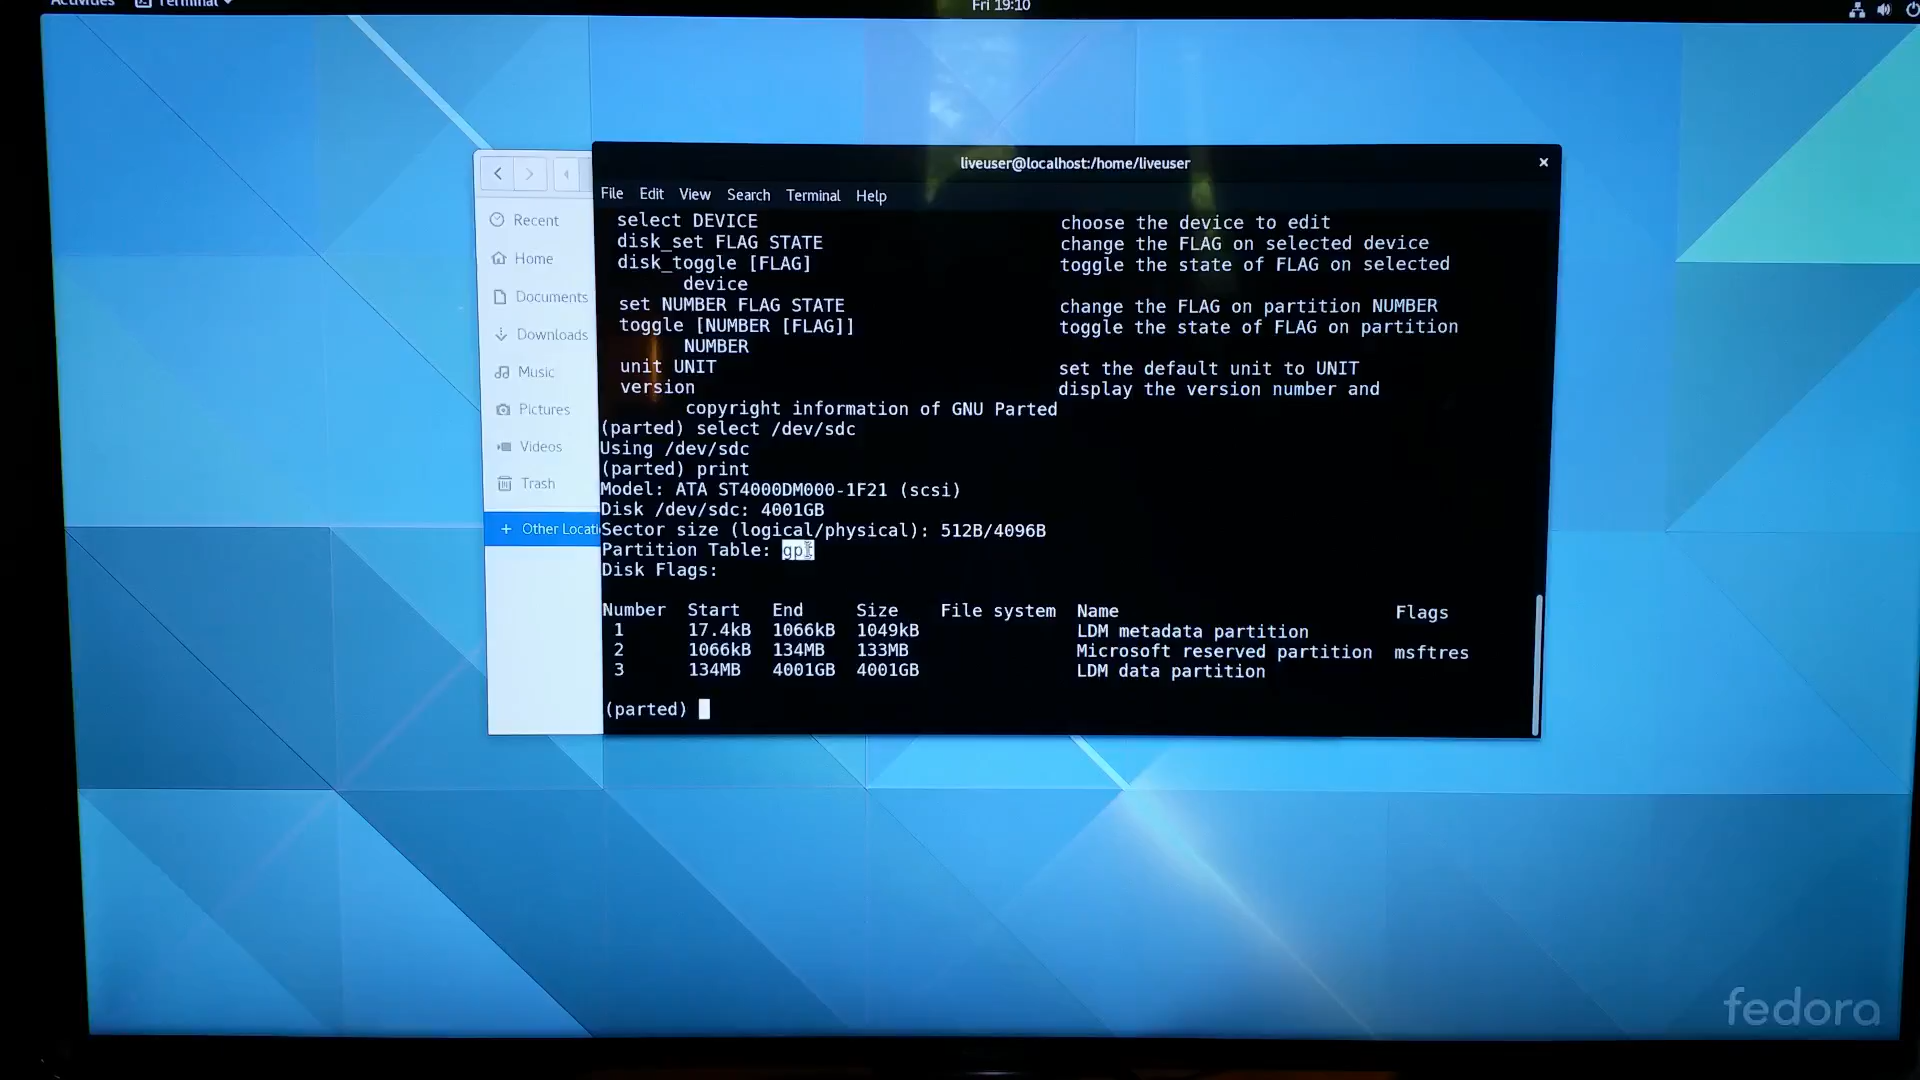 Activities Terminal
Fri 19:10
liveuser@localhost:/home/liveuser
File Edit View Search Terminal Help
Recent
Home
Documents
Downloads
Music
Pictures
Videos
Trash
+ Other Locati
select DEVICE choose the device to edit
disk_set FLAG STATE change the FLAG on selected device
disk_toggle [FLAG] toggle the state of FLAG on selected
device
set NUMBER FLAG STATE change the FLAG on partition NUMBER
toggle [NUMBER [FLAG]] toggle the state of FLAG on partition
NUMBER
unit UNIT set the default unit to UNIT
version display the version number and
copyright information of GNU Parted
(parted) select /dev/sdc
Using /dev/sdc
(parted) print
Model: ATA ST4000DM000-1F21 (scsi)
Disk /dev/sdc: 4001GB
Sector size (logical/physical): 512B/4096B
Partition Table: gpt
Disk Flags:
Number Start End Size File system Name Flags
1 17.4kB 1066kB 1049kB LDM metadata partition
2 1066kB 134MB 133MB Microsoft reserved partition msftres
3 134MB 4001GB 4001GB LDM data partition
(parted)
fedora